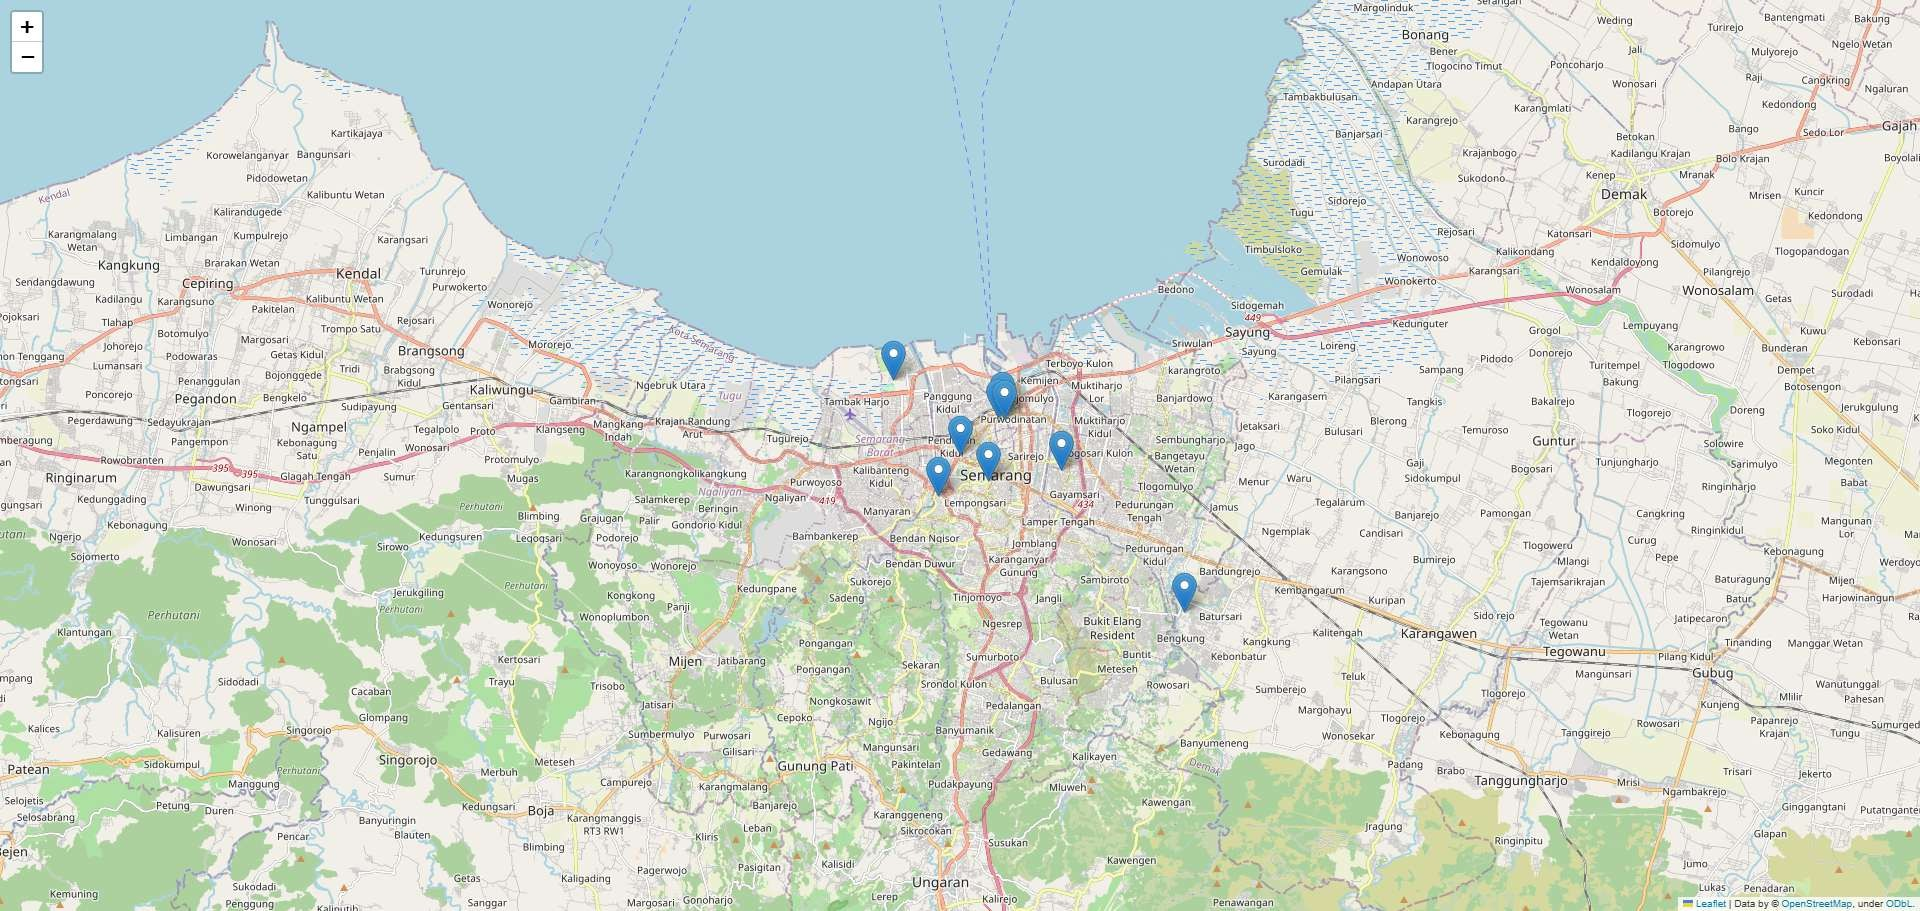 +
−
Margolinduk
Serangan
Bonang
Bener
Weding
Bantengmati
Bakung
Turirejo
Jali
Mulyorejo
Ngelo Wetan
Tlogocino Timut
Poncoharjo
Raji
Cangkring
Andapan Utara
Wonosari
Ngaluran
Tambakbulusan
Karangmlati
Kedondong
Karangrejo
Kartikajaya
Banjarsari
Betokan
Bango
Sedo Lor
Gajah
Korowelanganyar
Bangunsari
Surodadi
Krajanbogo
Kadilangu Krajan
Bolo Krajan
Boyolali
Pidodowetan
Sukodono
Kenep
Mranak
Kendal
Kalibuntu Wetan
Demak
Mrisen
Kuncir
Sidorejo
Kalirandugede
Tugu
Botorejo
Kedondong
Karangmalang
Wetan
Limbangan
Kumpulrejo
Karangsari
Rejosari
Katonsari
Sidomulyo
Timbulsloko
Kalikondang
Tlogopandogan
Kangkung
Brarakan Wetan
Wonowoso
Kendaldoyong
Sendangdawung
Cepiring
Kendal
Turunrejo
Purwokerto
Gemulak
Karangsari
Pilangrejo
Wonokerto
Wonosalam
Wonosalam
Surodadi
Kadilangu
Karangsuno
Kalibuntu Wetan
Wonorejo
Bedono
Sidogemah
Getas
Pojoksari
Pakitelan
449
Tlahap
Botomulyo
Trompo Satu
Rejosari
Kota Semarang
Sayung
Kedunguter
Grogol
Lempuyang
Kuwu
Johorejo
Margosari
Mororejo
Sriwulan
Sayung
Loireng
Donorejo
Karangrowo
Bunderan
Kebonsari
Podowaras
Getas Kidul
Brangsong
Terboyo Kulon
karangroto
Pidodo
Turitempel
Tlogodowo
Lumansari
Tridi
Brabgsong
Kidul
Sampang
Bakung
Dempet
Penanggulan
Bojonggede
Kaliwungu
Ngebruk Utara
Kemijen
Muktiharjo
Lor
Pilangsari
Botosengon
Poncorejo
Bengkelo
Tugu
Tambak Harjo
Panggung
Kidul
Banjardowo
Karangasem
Tangkis
Bakalrejo
Doreng
Jerukgulung
Pegandon
Sudipayung
Gentansari
Gambiran
Purwodinatan
Jetaksari
Blerong
Sedayukrajan
Ngampel
Tegalpolo
Proto
Klangseng
Mangkang
Indah
Krajan Randung
Arut
Tugurejo
Semarang
Barat
Muktiharjo
Kidul
Sembungharjo
Bulusari
Temuroso
Guntur
Solowire
Soko Kidul
Pangempon
Kebonagung
Satu
Penjalin
Wetan
Bangetayu
Wetan
Rowobranten
395
395
Protomulyo
Karangnongkolikangkung
Kalibanteng
Kidul
Sarirejo
Gaji
Sidoharjo
Tunjungharjo
Sarimulyo
Megonten
Ringinarum
Sumur
Glagah Tengah
Mugas
Purwoyoso
Semarang
Menur
Waru
Babat
Kedunggading
Dawungsari
Tunggulsari
Ngaliyan
Ngaliyan
419
Lempongsari
Gayamsari
434
Tlogomulyo
Ringinharjo
Winong
Salamkerep
Beringin
Manyaran
Pedurungan
Tengah
Jamus
Tegalarum
Banjarejo
Pamongan
Cangkring
Mangunan
Lor
Kebonagung
Blimbing
Grajugan
Palir
Gondorio Kidul
Lamper Tengah
Ngemplak
Candisari
Ringinkidul
Ngerjo
Wonosari
Kedungsuren
Podorejo
Bambankerep
Bendan Ngisor
Jomblang
Tlogoweru
Curug
Sojomerto
Sirowo
Perhutani
Wonoyoso
Wonorejo
Bendan Duwur
Karanganyar
Gunung
Pedurungan
Kidul
Bandungrejo
Karangsono
Bumirejo
Mlangi
Pepe
Kebonagung
Werdoyo
Perhutani
Jerukgiling
Perhutani
Kongkong
Panji
Kedungpane
Sukorejo
Sadeng
Tinjomoyo
Jangli
Sambiroto
Kembangarum
Kuripan
Tajemsarikrajan
Baturagung
Batur
Mijen
Harjowinangun
Perhutani
Wonoplumbon
Ngesrep
Bukit Elang
Resident
Batursari
Sido rejo
Tegowanu
Wetan
Jatipecaron
Klantungan
Pongangan
Bengkung
Kangkung
Kalitengah
Karangawen
Tinanding
Manggar Wetan
Kertosari
Mijen
Jatibarang
Sekaran
Sumurboto
Buntit
Kebonbatur
Tegowanu
Pilang Kidul
Sidodadi
Trayu
Trisobo
Pongangan
Srondol Kulon
Bulusan
Meteseh
Rowosari
Sumberejo
Teluk
Mangunsari
Gubug
Wanutunggal
Pahesan
Cacaban
Jatisari
Nongkosawit
Pedalangan
Margohayu
Tlogorejo
Tlogorejo
Kunjeng
Mlilir
Glompang
Cepoko
Ngijo
Kalices
Kalisuren
Singorojo
Sumbermulyo
Purwosari
Banyumanik
Banyumeneng
Wonosekar
Kebonagung
Tanggirejo
Rowosari
Papanrejo
Krajan
Tungu
Sumurged
Patean
Sidokumpul
Perhutani
Singorojo
Merbuh
Meteseh
Gilisari
Gunung Pati
Mangunsari
Pakintelan
Gedawang
Kalikayen
Demak
Padang
Brabo
Tanggungharjo
Mrisi
Trisari
Jekerto
Manggung
Campurejo
Karangmalang
Pudakpayung
Mluweh
Ngambakrejo
Selojetis
Selosabrang
Petung
Duren
Banyuringin
Kedungsari
Boja
Karangmanggis
RT3 RW1
Banjarejo
Karanggeneng
Kawengan
Ginggangtani
Putatnganten
Pencar
Blauten
Blimbing
Kliris
Leban
Sikrocokan
Susukan
Jragung
Ringinpitu
Glapan
Bejen
Pasigitan
Kalisidi
Kawengen
Jumo
Kemuning
Sukodadi
Penggung
Getas
Kaligading
Pagerwojo
Ungaran
Lukas
Penadaran
Kaliputih
Sanggar
Margosari
Gonoharjo
Lerep
Kalirejo
Penawangan
Leaflet | Data by © OpenStreetMap, under ODbL.